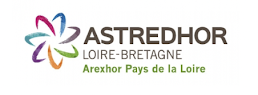 ASTREDHOR
LOIRE-BRETAGNE
Arexhor Pays de la Loire